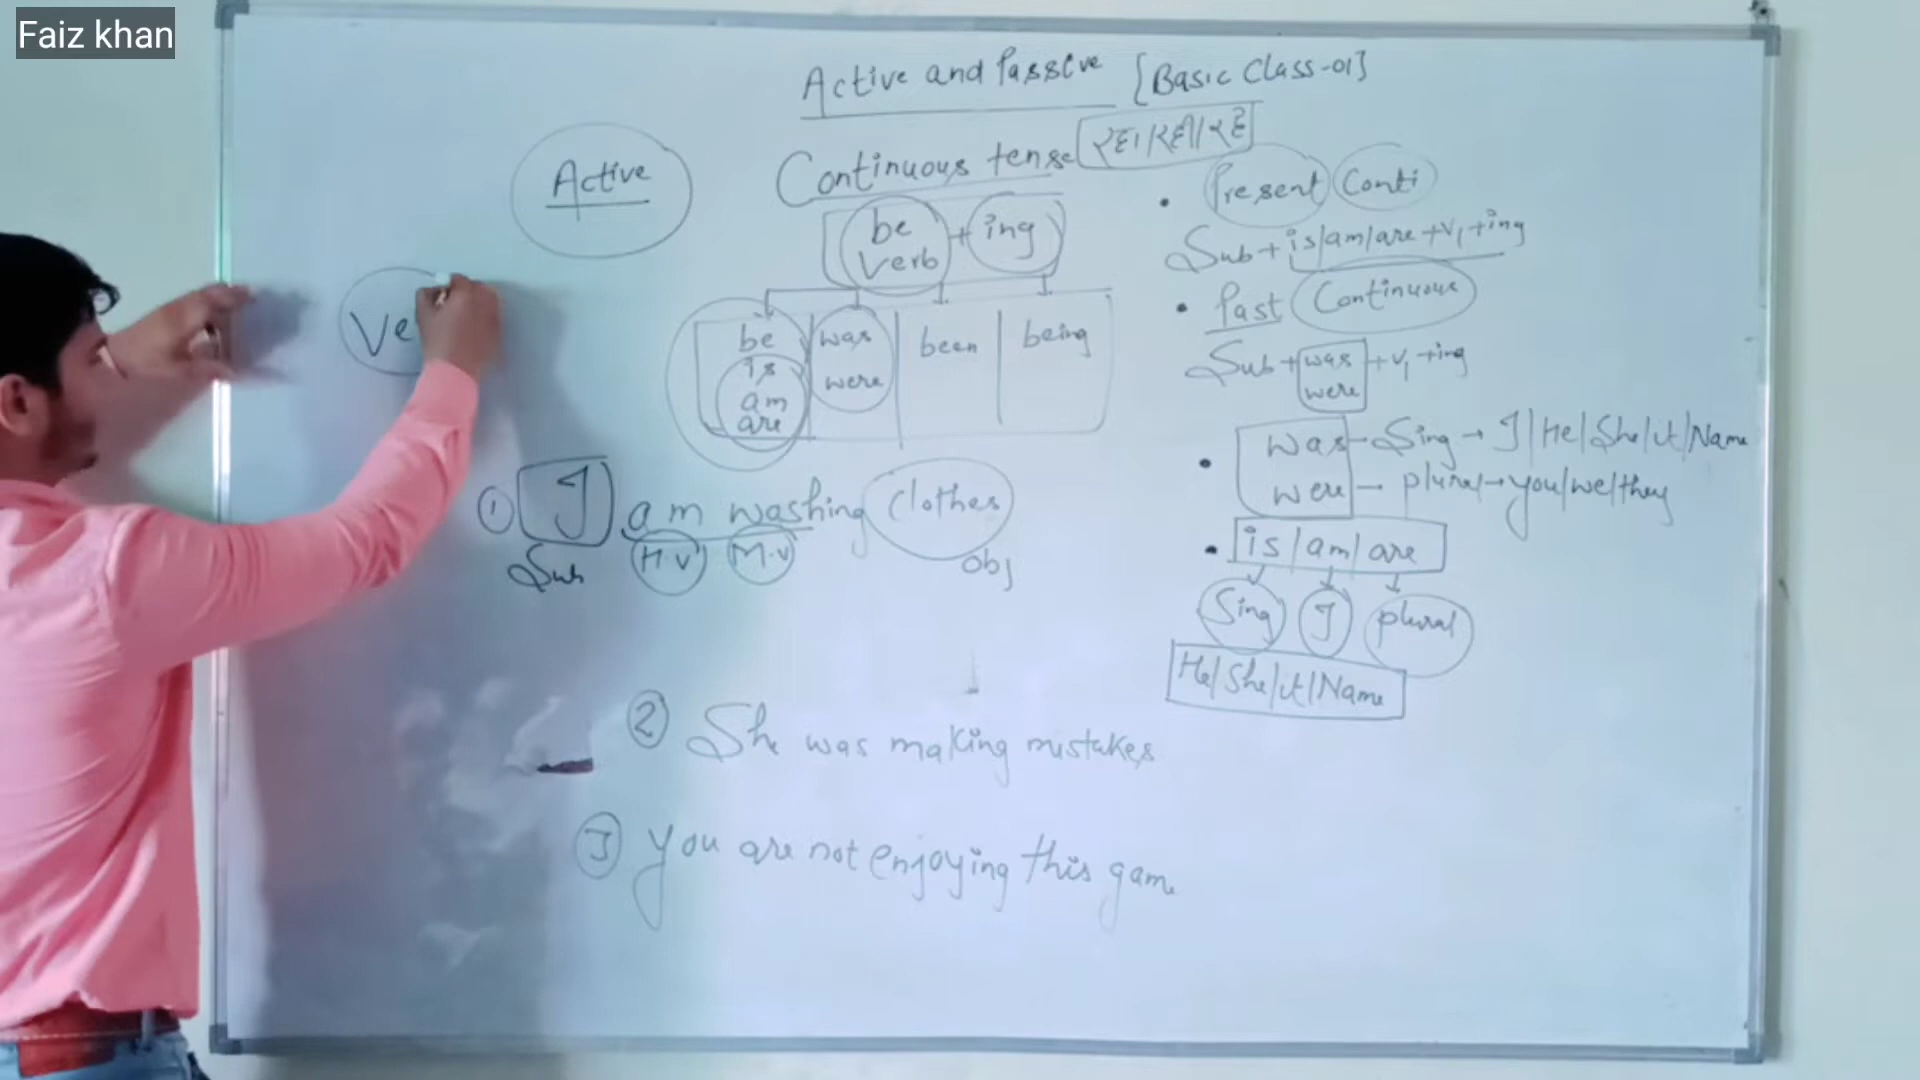 Faiz khan
Active and Passive [Basic Class-01]
Continuous tense रहा/रही/रहे
Active
be verb + ing
be is am are | was were | been | being
Ve
① I am washing clothes
Sub H.V M.V obj
② She was making mistakes
③ you are not enjoying this game
• Present Conti
Sub + is/am/are + V1 + ing
• Past Continuous
Sub + was were + V1 + ing
• was → Sing → I/He/She/it/Name
were → plural → you/we/they
• is/am/are
Sing I plural
He/She/it/Name